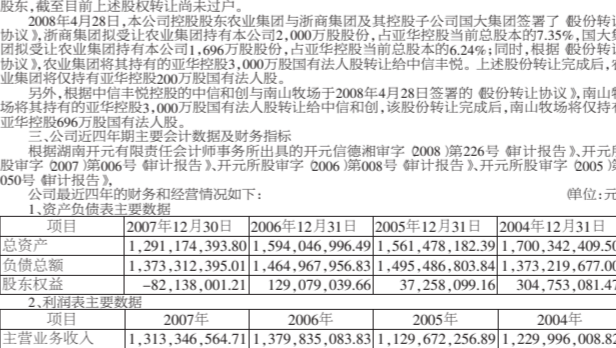 股东,截至目前上述股权转让尚未过户。
2008年4月28日,本公司控股股东农业集团与浙商集团及其控股子公司国大集团签署了《股份转让
协议》,浙商集团拟受让农业集团持有本公司2,000万股股份,占亚华控股当前总股本的7.35%,国大集
团拟受让农业集团持有本公司1,696万股股份,占亚华控股当前总股本的6.24%;同时,根据《股份转让
协议》,农业集团将其持有的亚华控股3,000万股国有法人股转让给中信丰悦。上述股份转让完成后,农
业集团将仅持有亚华控股200万股国有法人股。
另外,根据中信丰悦控股的中信和创与南山牧场于2008年4月28日签署的《股份转让协议》,南山牧
场将其持有的亚华控股3,000万股国有法人股转让给中信和创,该股份转让完成后,南山牧场将仅持有
亚华控股696万股国有法人股。
三、公司近四年期主要会计数据及财务指标
根据湖南开元有限责任会计师事务所出具的开元信德湘审字(2008)第226号《审计报告》、开元所
股审字(2007)第006号《审计报告》、开元所股审字(2006)第008号《审计报告》、开元所股审字(2005)第
050号《审计报告》,
公司最近四年的财务和经营情况如下: (单位:元
1、资产负债表主要数据
项目 2007年12月30日 2006年12月31日 2005年12月31日 2004年12月31日
总资产 1,291,174,393.80 1,594,046,996.49 1,561,478,182.39 1,700,342,409.50
负债总额 1,373,312,395.01 1,464,967,956.83 1,495,486,803.84 1,373,219,677.00
股东权益 -82,138,001.21 129,079,039.66 37,258,099.16 304,753,081.47
2、利润表主要数据
项目 2007年 2006年 2005年 2004年
主营业务收入 1,313,346,564.71 1,379,835,083.83 1,129,672,256.89 1,229,996,008.87